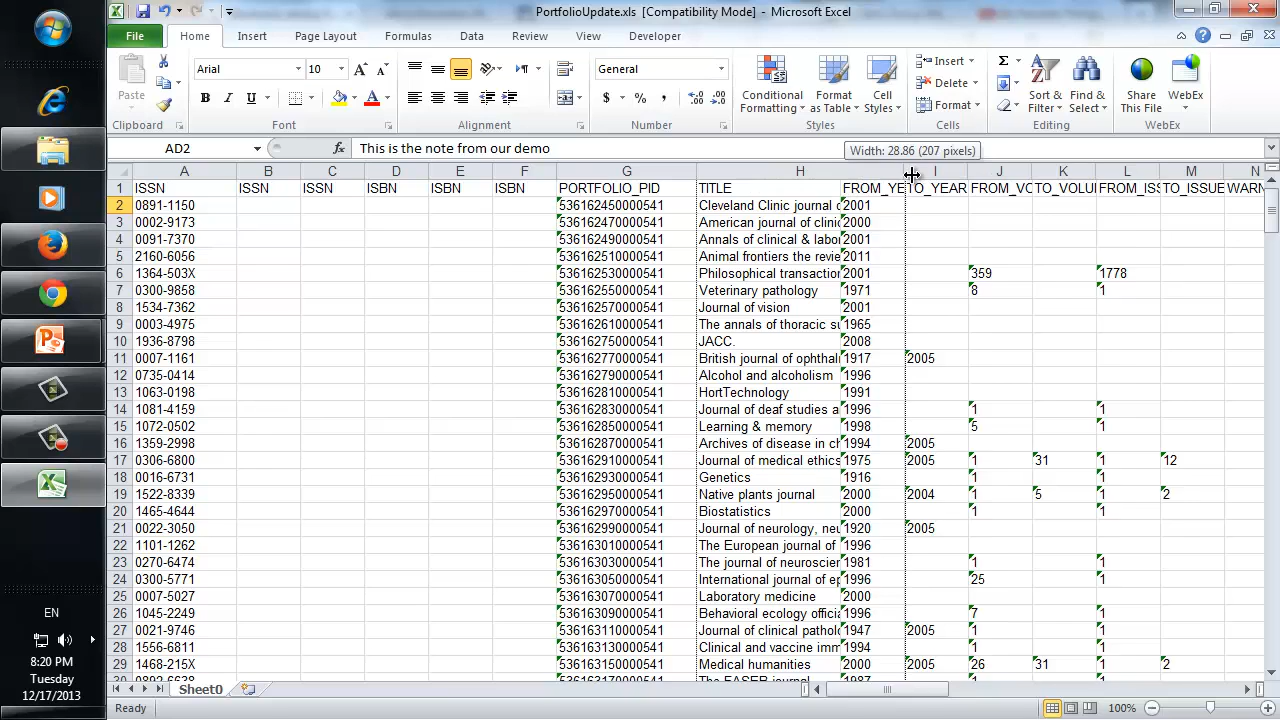 PortfolioUpdate.xls [Compatibility Mode] - Microsoft Excel
File Home Insert Page Layout Formulas Data Review View Developer
Paste
Arial 10
B I U
General
$ % ,
Conditional Formatting
Format as Table
Cell Styles
Insert
Delete
Format
Sort & Filter
Find & Select
Share This File
WebEx
Clipboard Font Alignment Number Styles Cells Editing WebEx
AD2 fx This is the note from our demo
Width: 28.86 (207 pixels)
A B C D E F G H I J K L M N
1 ISSN ISSN ISSN ISBN ISBN ISBN PORTFOLIO_PID TITLE FROM_YE TO_YEAR FROM_VO TO_VOLU FROM_ISS TO_ISSUE WARN
2 0891-1150 536162450000541 Cleveland Clinic journal o 2001
3 0002-9173 536162470000541 American journal of clinic 2000
4 0091-7370 536162490000541 Annals of clinical & labor 2001
5 2160-6056 536162510000541 Animal frontiers the revie 2011
6 1364-503X 536162530000541 Philosophical transaction 2001 359 1778
7 0300-9858 536162550000541 Veterinary pathology 1971 8 1
8 1534-7362 536162570000541 Journal of vision 2001
9 0003-4975 536162610000541 The annals of thoracic su 1965
10 1936-8798 536162750000541 JACC. 2008
11 0007-1161 536162770000541 British journal of ophthal 1917 2005
12 0735-0414 536162790000541 Alcohol and alcoholism 1996
13 1063-0198 536162810000541 HortTechnology 1991
14 1081-4159 536162830000541 Journal of deaf studies a 1996 1 1
15 1072-0502 536162850000541 Learning & memory 1998 5 1
16 1359-2998 536162870000541 Archives of disease in ch 1994 2005
17 0306-6800 536162910000541 Journal of medical ethics 1975 2005 1 31 1 12
18 0016-6731 536162930000541 Genetics 1916 1 1
19 1522-8339 536162950000541 Native plants journal 2000 2004 1 5 1 2
20 1465-4644 536162970000541 Biostatistics 2000 1 1
21 0022-3050 536162990000541 Journal of neurology, neu 1920 2005
22 1101-1262 536163010000541 The European journal of 1996
23 0270-6474 536163030000541 The journal of neuroscien 1981 1 1
24 0300-5771 536163050000541 International journal of ep 1996 25 1
25 0007-5027 536163070000541 Laboratory medicine 2000
26 1045-2249 536163090000541 Behavioral ecology offic 1996 7 1
27 0021-9746 536163110000541 Journal of clinical pathol 1947 2005 1 1
28 1556-6811 536163130000541 Clinical and vaccine imm 1994 1 1
29 1468-215X 536163150000541 Medical humanities 2000 2005 26 31 1 2
Sheet0
Ready 100%
EN
8:20 PM
Tuesday
12/17/2013